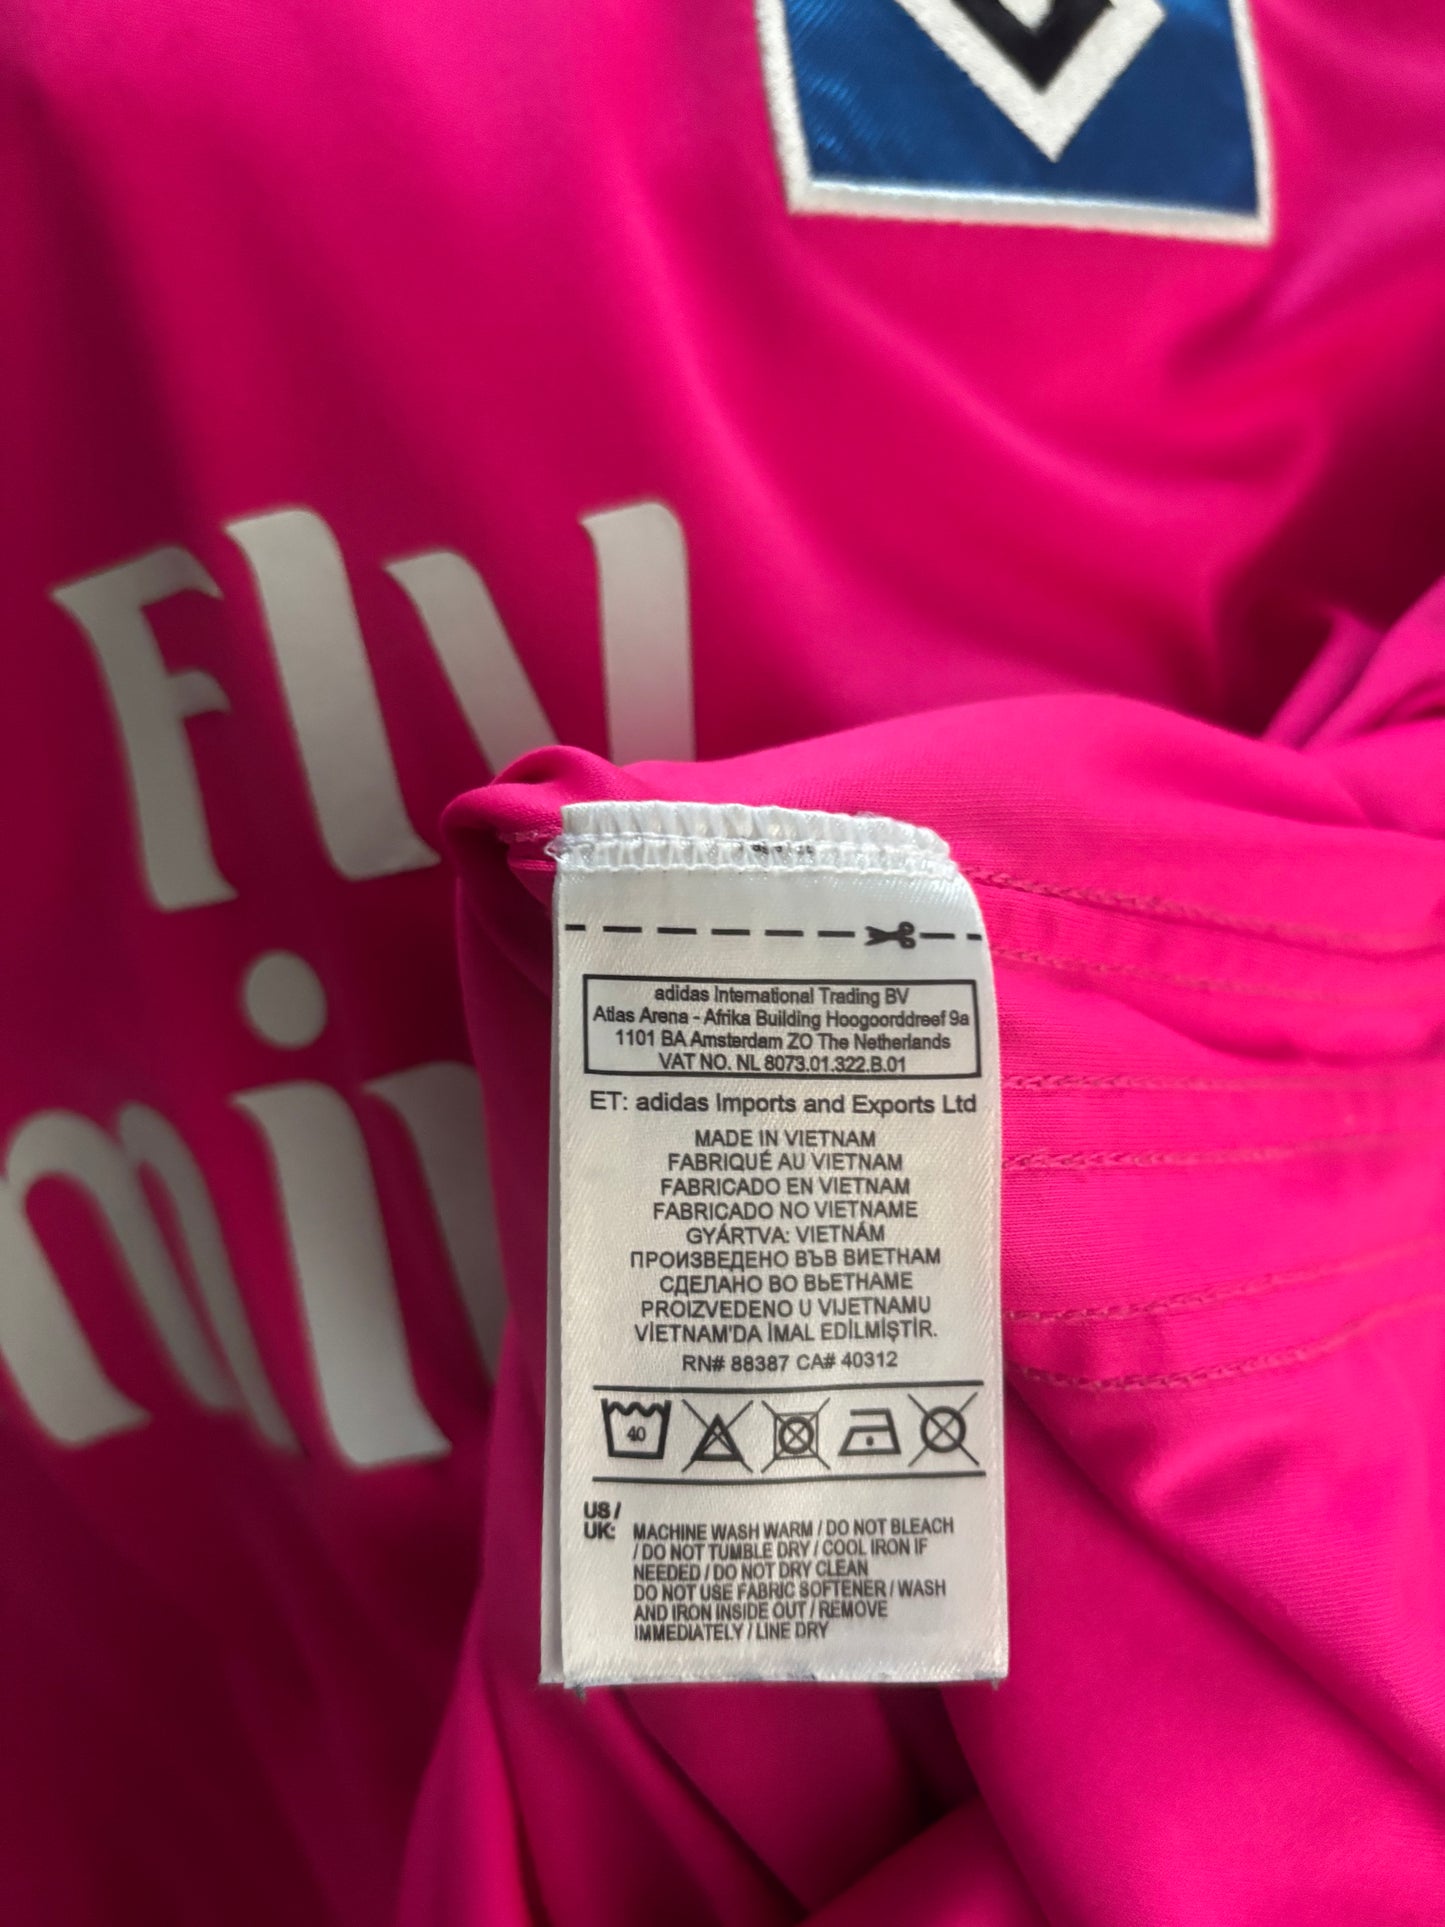 Fly
adidas International Trading BV
Atlas Arena - Afrika Building Hoogoorddreef 9a
1101 BA Amsterdam ZO The Netherlands
VAT NO. NL 8073.01.322.B.01
ET: adidas Imports and Exports Ltd
MADE IN VIETNAM
FABRIQUÉ AU VIETNAM
FABRICADO EN VIETNAM
FABRICADO NO VIETNAME
GYÁRTVA: VIETNÁM
ПРОИЗВЕДЕНО ВЪВ ВИЕТНАМ
СДЕЛАНО ВО ВЬЕТНАМЕ
PROIZVEDENO U VIJETNAMU
VİETNAM'DA İMAL EDİLMİŞTİR.
RN# 88387 CA# 40312
40
US /
UK: MACHINE WASH WARM / DO NOT BLEACH
/ DO NOT TUMBLE DRY / COOL IRON IF
NEEDED / DO NOT DRY CLEAN
DO NOT USE FABRIC SOFTENER / WASH
AND IRON INSIDE OUT / REMOVE
IMMEDIATELY / LINE DRY